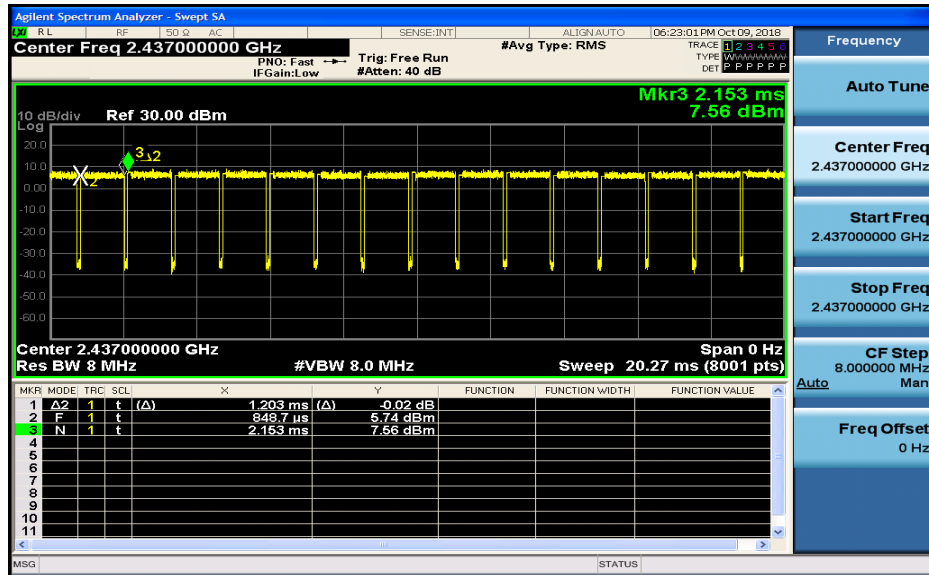 Agilent Spectrum Analyzer - Swept SA
LXI RL RF 50 Ω AC SENSE:INT ALIGN AUTO 06:23:01 PM Oct 09, 2018
Center Freq 2.437000000 GHz
#Avg Type: RMS
TRACE 1 2 3 4 5 6
PNO: Fast Trig: Free Run
TYPE WWWWWW
IFGain:Low #Atten: 40 dB
DET P P P P P P
Mkr3 2.153 ms
7.56 dBm
10 dB/div Ref 30.00 dBm
Log
20.0
10.0
0.00
-10.0
-20.0
-30.0
-40.0
-50.0
-60.0
3 Δ2
X2
Center 2.437000000 GHz Span 0 Hz
Res BW 8 MHz #VBW 8.0 MHz Sweep 20.27 ms (8001 pts)
MKR MODE TRC SCL X Y FUNCTION FUNCTION WIDTH FUNCTION VALUE
1 Δ2 1 t (Δ) 1.203 ms (Δ) -0.02 dB
2 F 1 t 848.7 µs 5.74 dBm
3 N 1 t 2.153 ms 7.56 dBm
4
5
6
7
8
9
10
11
MSG STATUS
Frequency
Auto Tune
Center Freq
2.437000000 GHz
Start Freq
2.437000000 GHz
Stop Freq
2.437000000 GHz
CF Step
8.000000 MHz
Auto Man
Freq Offset
0 Hz